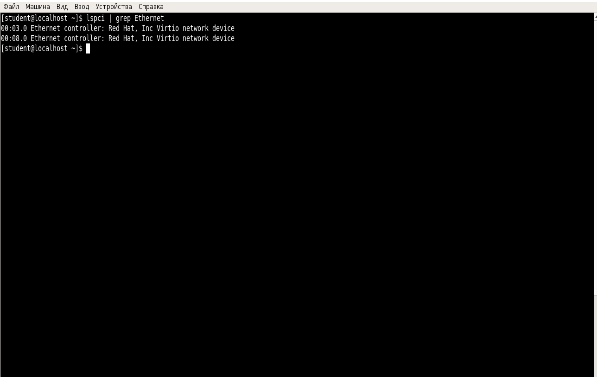 Файл Машина Вид Ввод Устройства Справка
[student@localhost ~]$ lspci | grep Ethernet
00:03.0 Ethernet controller: Red Hat, Inc Virtio network device
00:08.0 Ethernet controller: Red Hat, Inc Virtio network device
[student@localhost ~]$